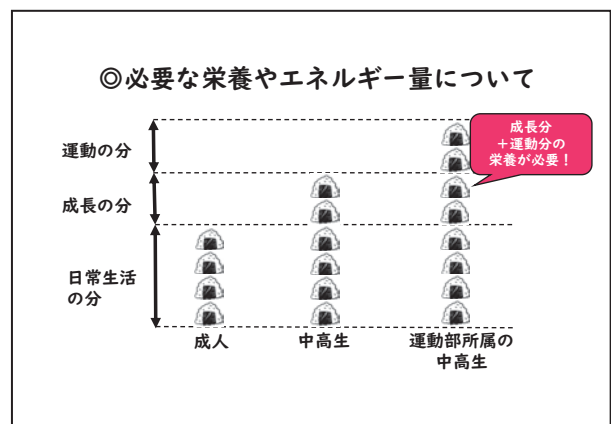 ◎必要な栄養やエネルギー量について
運動の分
成長分
＋運動分の
栄養が必要！
成長の分
日常生活
の分
成人
中高生
運動部所属の
中高生